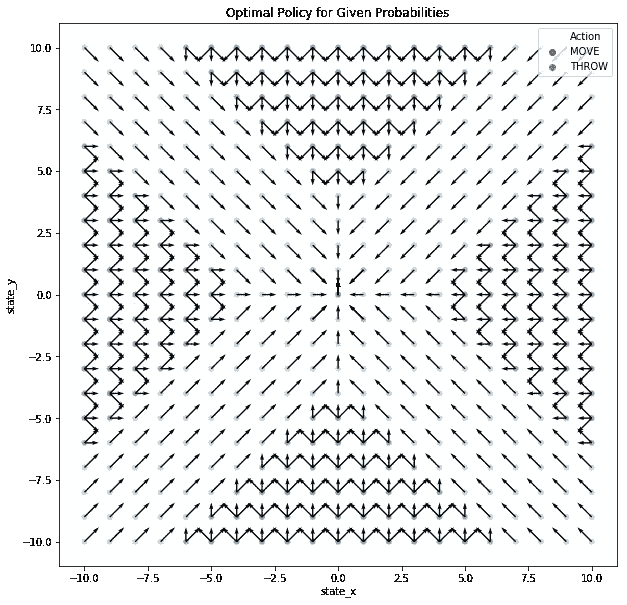 Optimal Policy for Given Probabilities
Action
MOVE
THROW
10.0
7.5
5.0
2.5
0.0
−2.5
−5.0
−7.5
−10.0
state_y
−10.0 −7.5 −5.0 −2.5 0.0 2.5 5.0 7.5 10.0
state_x